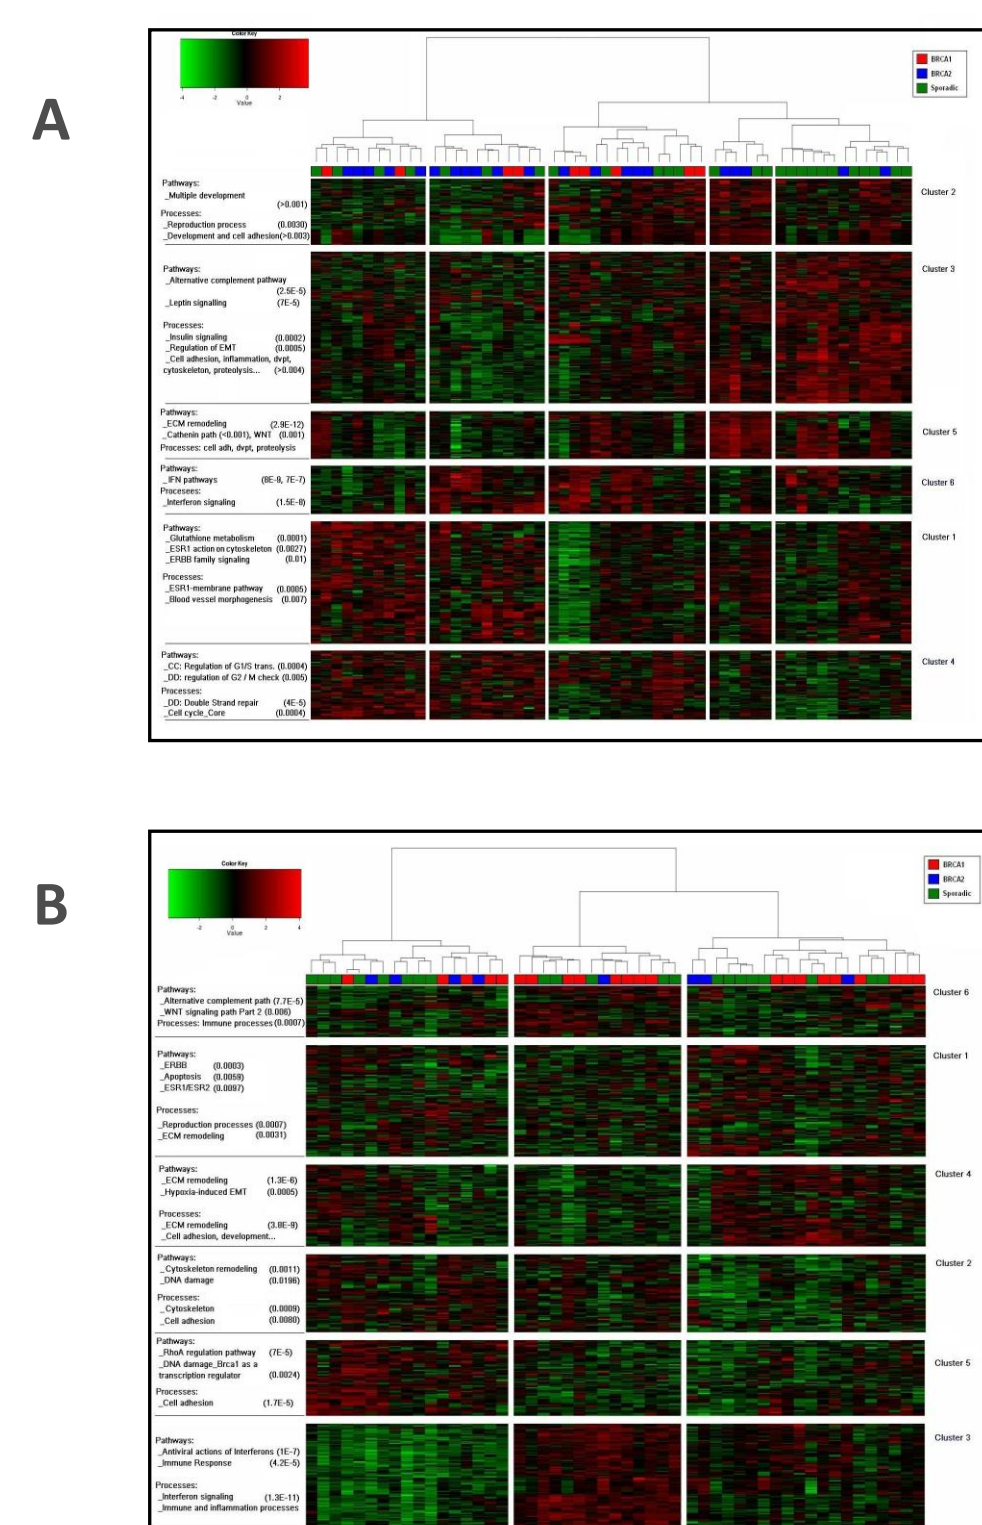 A
Color Key
-4 -2 0 2
Value
BRCA1
BRCA2
Sporadic
Pathways:
_Multiple development
(>0.001)
Processes:
_Reproduction process (0.0030)
_Development and cell adhesion(>0.003)
Cluster 2
Pathways:
_Alternative complement pathway
(2.5E-5)
_Leptin signalling (7E-5)
Processes:
_Insulin signaling (0.0002)
_Regulation of EMT (0.0005)
_Cell adhesion, inflammation, dvpt,
cytoskeleton, proteolysis... (>0.004)
Cluster 3
Pathways:
_ECM remodeling (2.9E-12)
_Cathenin path (<0.001), WNT (0.001)
Processes: cell adh, dvpt, proteolysis
Cluster 5
Pathways:
_IFN pathways (8E-9, 7E-7)
Procesees:
_Interferon signaling (1.5E-8)
Cluster 6
Pathways:
_Glutathione metabolism (0.0001)
_ESR1 action on cytoskeleton (0.0027)
_ERBB family signaling (0.01)
Processes:
_ESR1-membrane pathway (0.0005)
_Blood vessel morphogenesis (0.007)
Cluster 1
Pathways:
_CC: Regulation of G1/S trans. (0.0004)
_DD: regulation of G2 / M check (0.005)
Processes:
_DD: Double Strand repair (4E-5)
_Cell cycle_Core (0.0004)
Cluster 4
B
Color Key
-2 0 2 4
Value
BRCA1
BRCA2
Sporadic
Pathways:
_Alternative complement path (7.7E-5)
_WNT signaling path Part 2 (0.006)
Processes: Immune processes(0.0007)
Cluster 6
Pathways:
_ERBB (0.0003)
_Apoptosis (0.0059)
_ESR1/ESR2 (0.0097)
Processes:
_Reproduction processes (0.0007)
_ECM remodeling (0.0031)
Cluster 1
Pathways:
_ECM remodeling (1.3E-6)
_Hypoxia-induced EMT (0.0005)
Processes:
_ECM remodeling (3.8E-9)
_Cell adhesion, development...
Cluster 4
Pathways:
_Cytoskeleton remodeling (0.0011)
_DNA damage (0.0196)
Processes:
_Cytoskeleton (0.0009)
_Cell adhesion (0.0080)
Cluster 2
Pathways:
_RhoA regulation pathway (7E-5)
_DNA damage_Brca1 as a
transcription regulator (0.0024)
Processes:
_Cell adhesion (1.7E-5)
Cluster 5
Pathways:
_Antiviral actions of Interferons (1E-7)
_Immune Response (4.2E-5)
Processes:
_Interferon signaling (1.3E-11)
_Immune and inflammation processes
Cluster 3